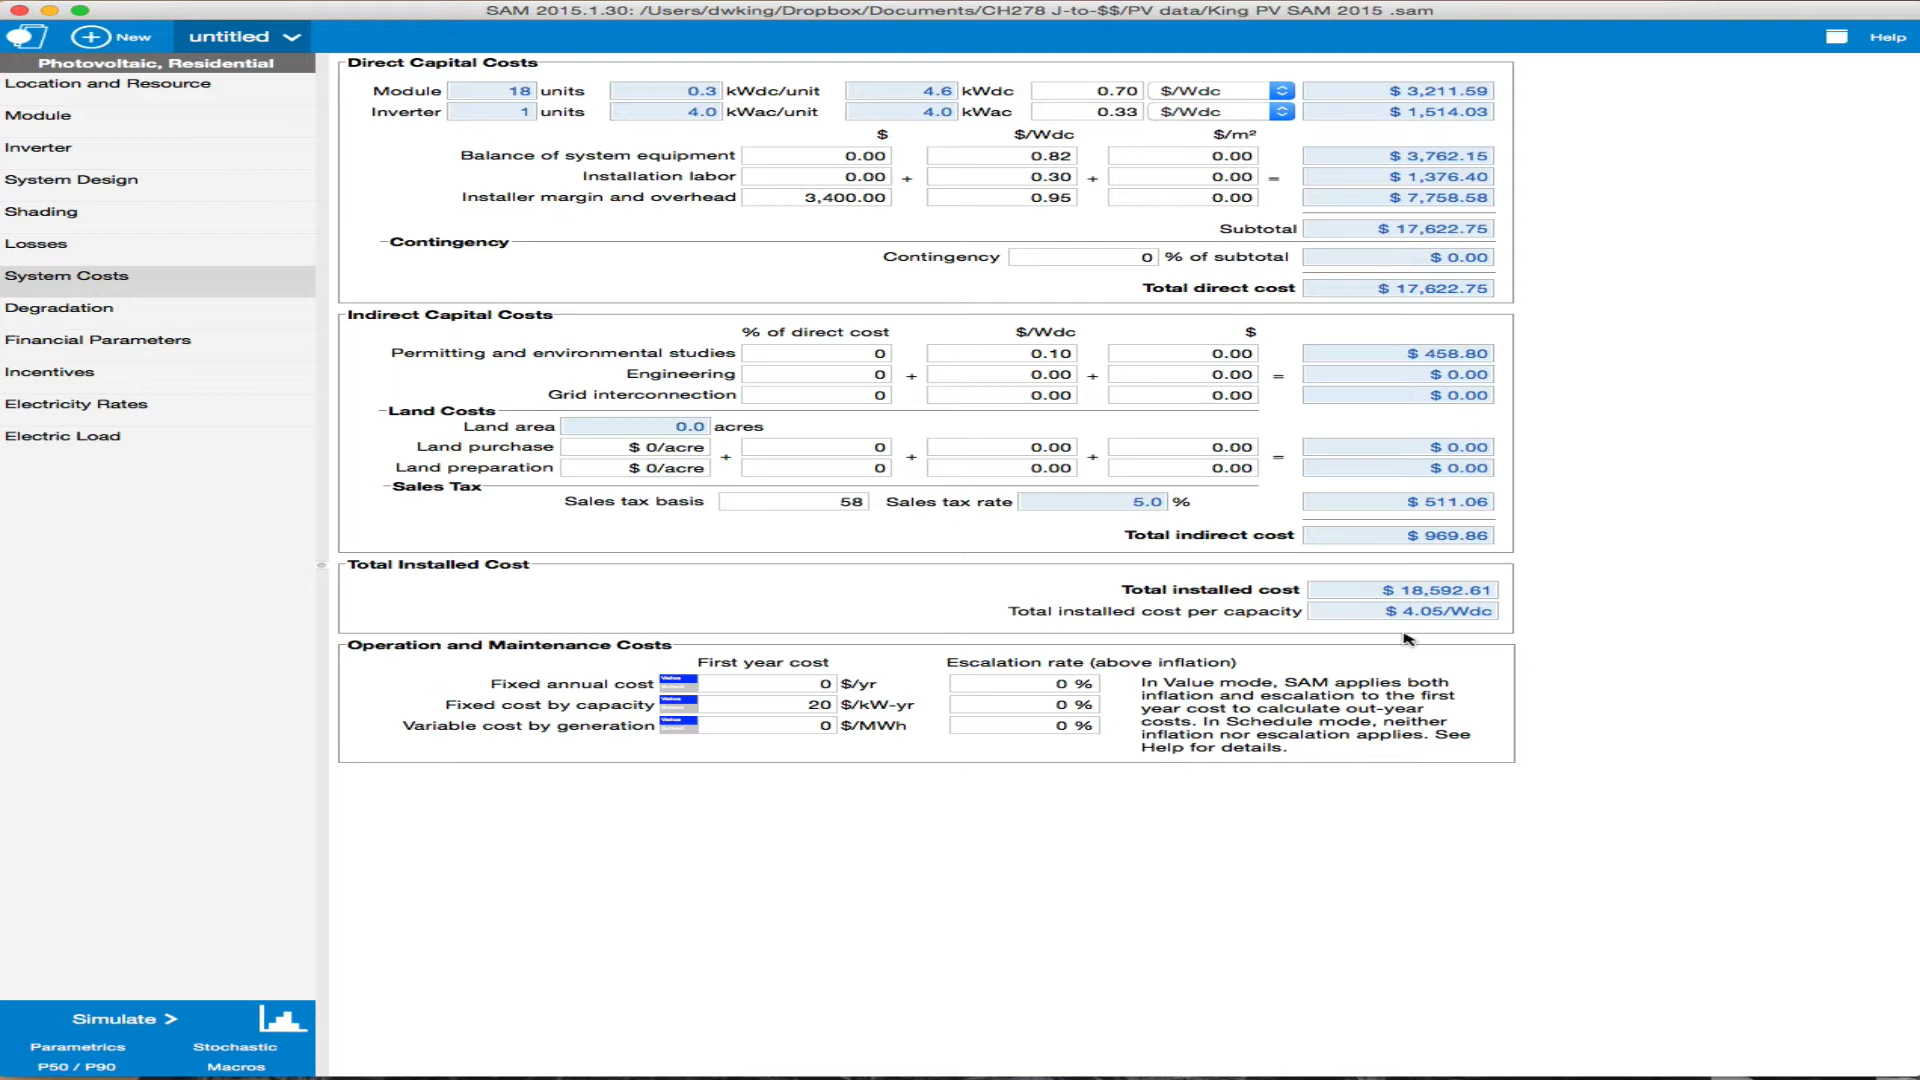 SAM 2015.1.30: /Users/dwking/Dropbox/Documents/CH278 J-to-$$/PV data/King PV SAM 2015 .sam
New untitled Help
Photovoltaic, Residential
Location and Resource
Module
Inverter
System Design
Shading
Losses
System Costs
Degradation
Financial Parameters
Incentives
Electricity Rates
Electric Load
Simulate >
Parametrics Stochastic
P50 / P90 Macros
Direct Capital Costs
Module 18 units 0.3 kWdc/unit 4.6 kWdc 0.70 $/Wdc $ 3,211.59
Inverter 1 units 4.0 kWac/unit 4.0 kWac 0.33 $/Wdc $ 1,514.03
$ $/Wdc $/m²
Balance of system equipment 0.00 0.82 0.00 $ 3,762.15
Installation labor 0.00 + 0.30 + 0.00 = $ 1,376.40
Installer margin and overhead 3,400.00 0.95 0.00 $ 7,758.58
Subtotal $ 17,622.75
Contingency
Contingency 0 % of subtotal $ 0.00
Total direct cost $ 17,622.75
Indirect Capital Costs
% of direct cost $/Wdc $
Permitting and environmental studies 0 0.10 0.00 $ 458.80
Engineering 0 + 0.00 + 0.00 = $ 0.00
Grid interconnection 0 0.00 0.00 $ 0.00
Land Costs
Land area 0.0 acres
Land purchase $ 0/acre + 0 + 0.00 + 0.00 = $ 0.00
Land preparation $ 0/acre 0 0.00 0.00 $ 0.00
Sales Tax
Sales tax basis 58 Sales tax rate 5.0 % $ 511.06
Total indirect cost $ 969.86
Total Installed Cost
Total installed cost $ 18,592.61
Total installed cost per capacity $ 4.05/Wdc
Operation and Maintenance Costs
First year cost Escalation rate (above inflation)
Fixed annual cost Value 0 $/yr 0 %
Fixed cost by capacity Value 20 $/kW-yr 0 %
Variable cost by generation Value 0 $/MWh 0 %
In Value mode, SAM applies both
inflation and escalation to the first
year cost to calculate out-year
costs. In Schedule mode, neither
inflation nor escalation applies. See
Help for details.